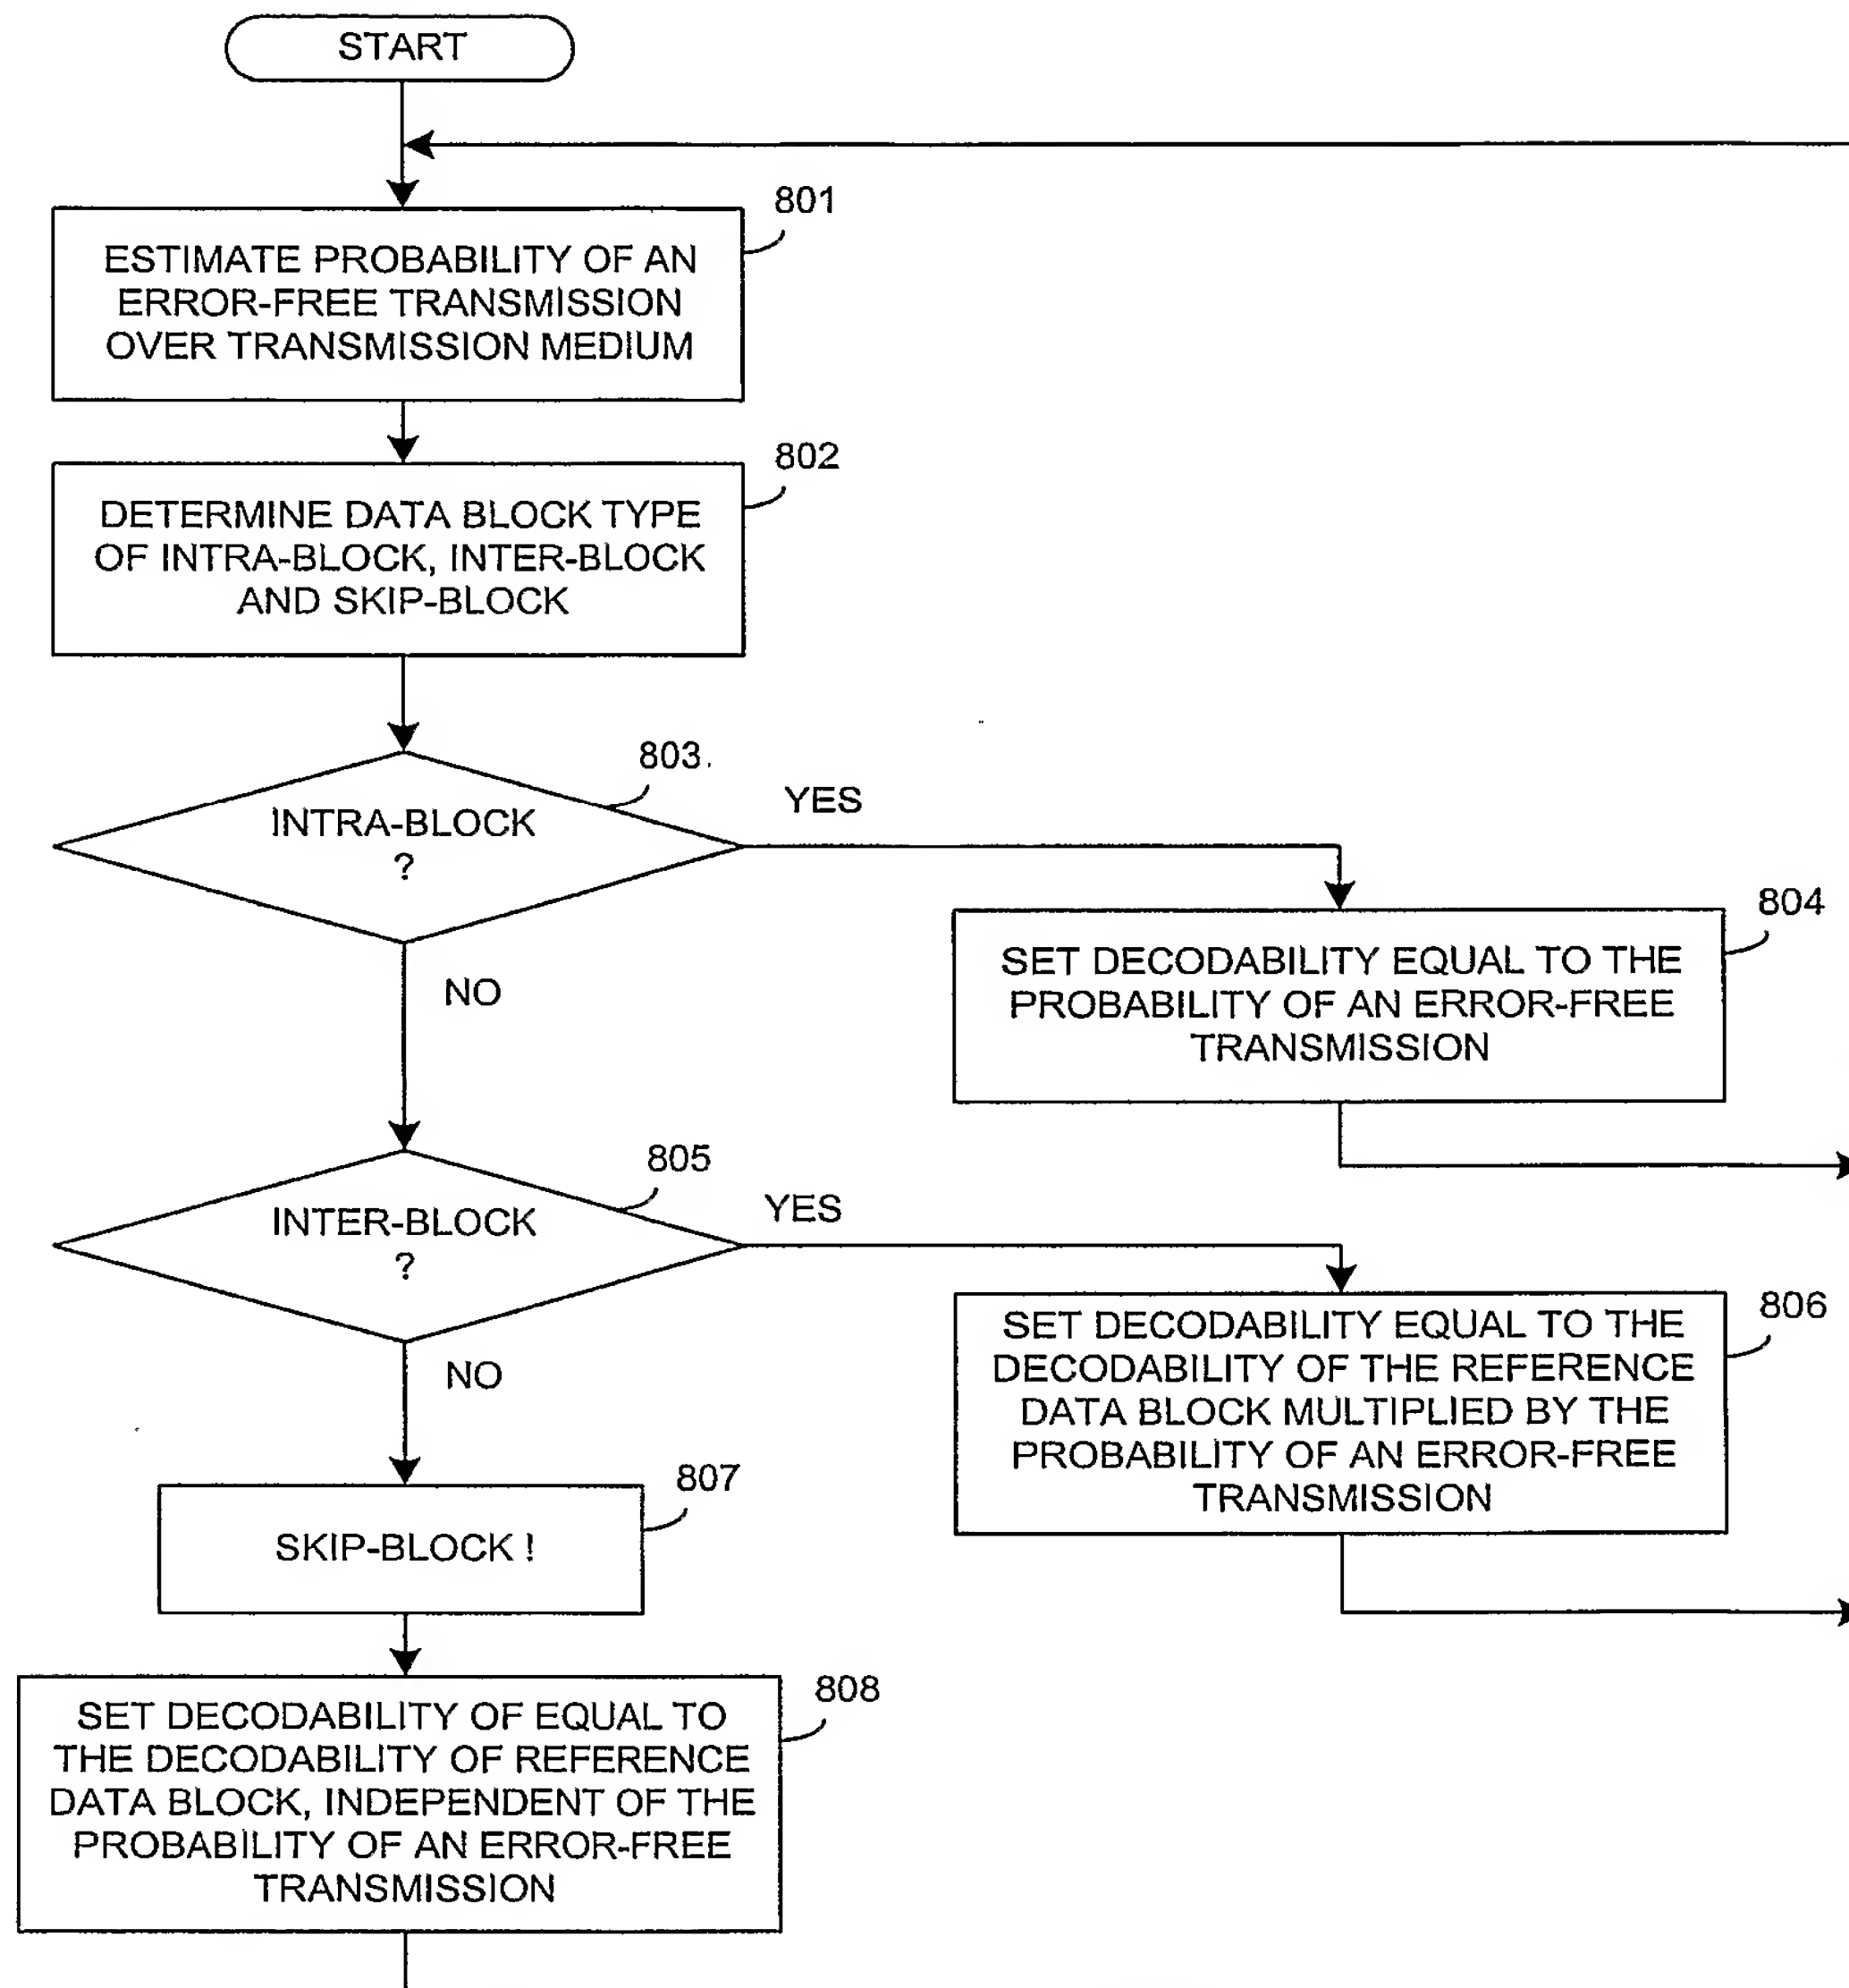 START
801
ESTIMATE PROBABILITY OF AN
ERROR-FREE TRANSMISSION
OVER TRANSMISSION MEDIUM
802
DETERMINE DATA BLOCK TYPE
OF INTRA-BLOCK, INTER-BLOCK
AND SKIP-BLOCK
803
INTRA-BLOCK
?
YES
NO
804
SET DECODABILITY EQUAL TO THE
PROBABILITY OF AN ERROR-FREE
TRANSMISSION
805
INTER-BLOCK
?
YES
NO
806
SET DECODABILITY EQUAL TO THE
DECODABILITY OF THE REFERENCE
DATA BLOCK MULTIPLIED BY THE
PROBABILITY OF AN ERROR-FREE
TRANSMISSION
807
SKIP-BLOCK !
808
SET DECODABILITY OF EQUAL TO
THE DECODABILITY OF REFERENCE
DATA BLOCK, INDEPENDENT OF THE
PROBABILITY OF AN ERROR-FREE
TRANSMISSION